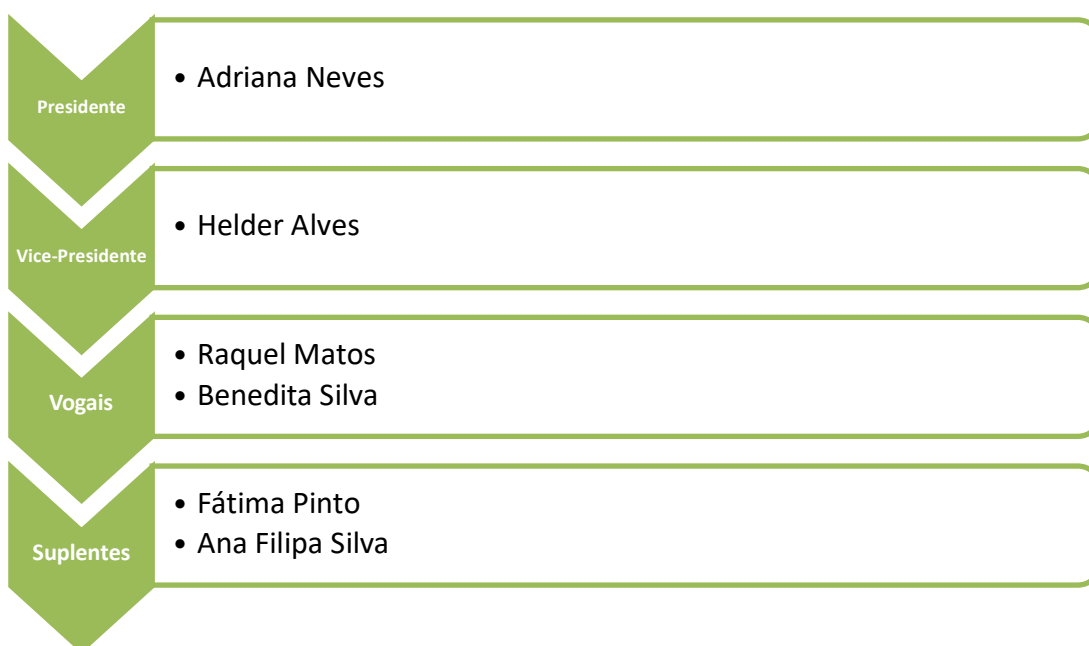 Presidente
• Adriana Neves
Vice-Presidente
• Helder Alves
Vogais
• Raquel Matos
• Benedita Silva
Suplentes
• Fátima Pinto
• Ana Filipa Silva